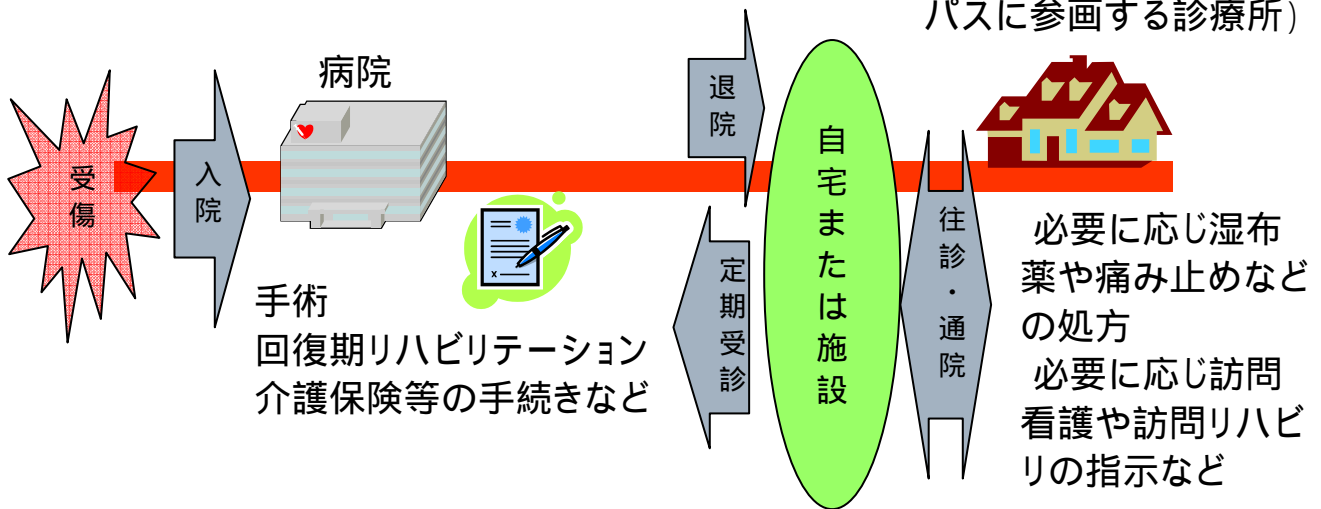 パスに参画する診療所)
病院
受傷
入院
退院
自宅または施設
手術
回復期リハビリテーション
介護保険等の手続きなど
定期受診
往診・通院
必要に応じ湿布
薬や痛み止めなど
の処方
必要に応じ訪問
看護や訪問リハビ
リの指示など